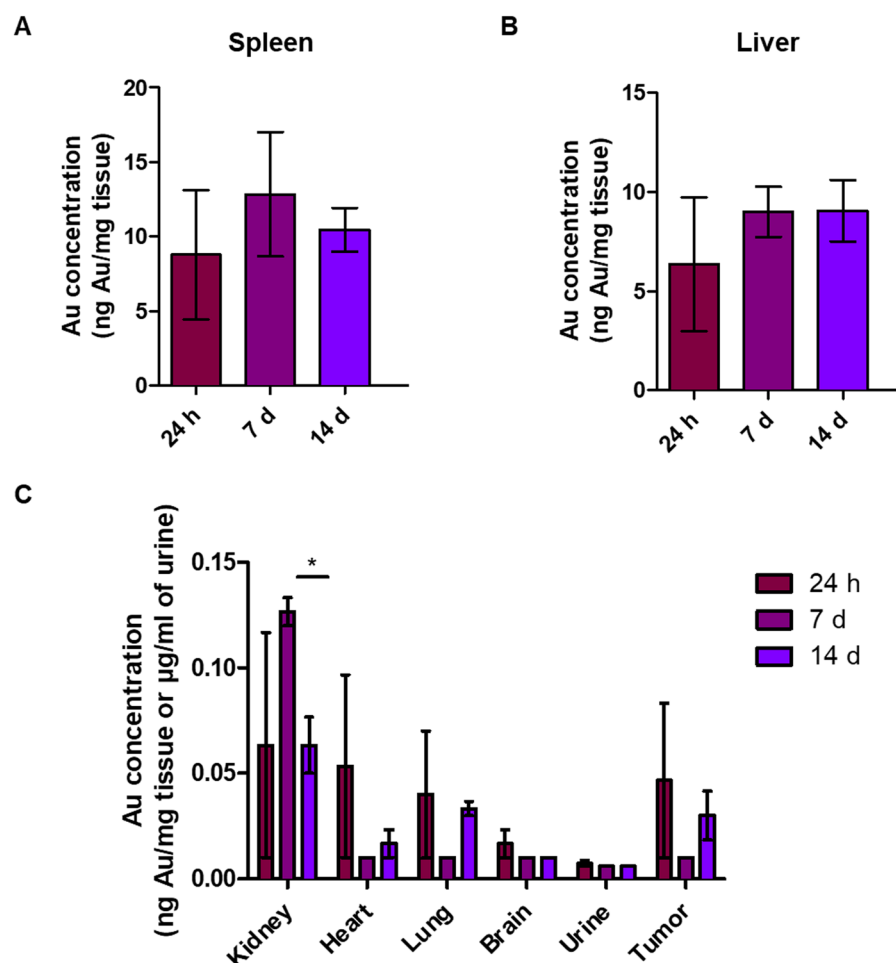 A
Spleen
Au concentration
(ng Au/mg tissue)
20
15
10
5
0
24 h
7 d
14 d
B
Liver
Au concentration
(ng Au/mg tissue)
15
10
5
0
24 h
7 d
14 d
C
Au concentration
(ng Au/mg tissue or µg/ml of urine)
0.15
0.10
0.05
0.00
*
Kidney
Heart
Lung
Brain
Urine
Tumor
24 h
7 d
14 d